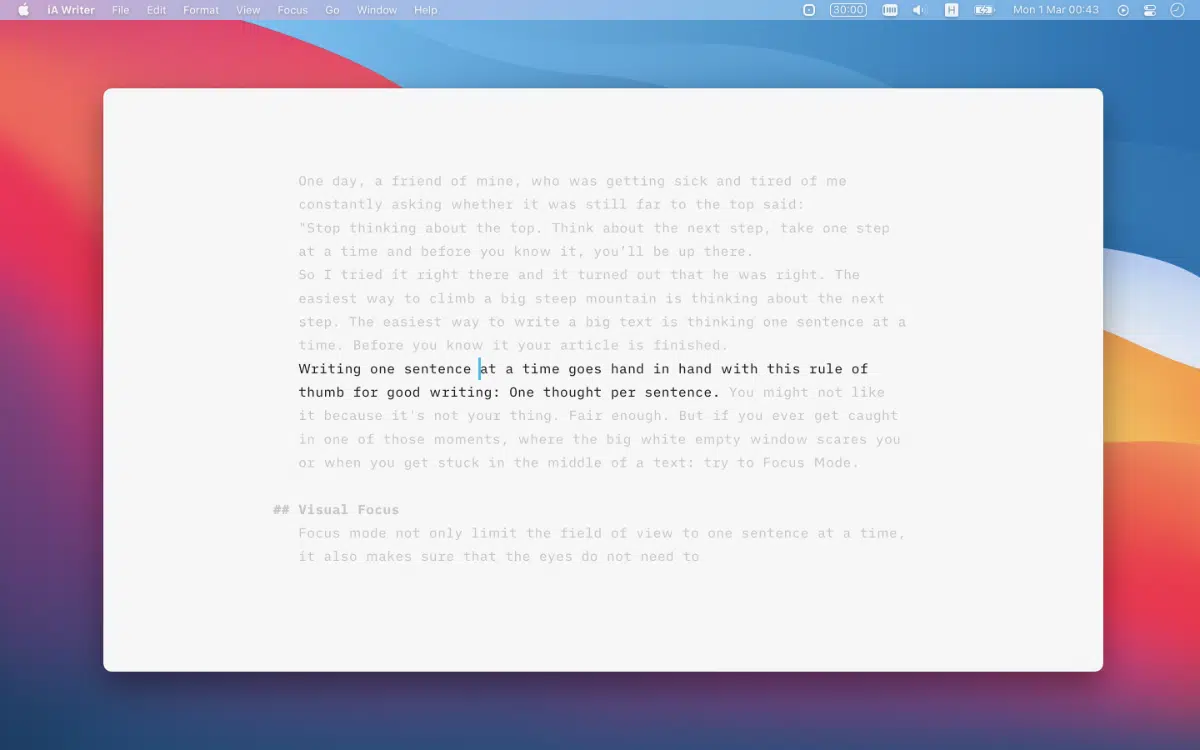 iA Writer File Edit Format View Focus Go Window Help 30:00 H Mon 1 Mar 00:43
One day, a friend of mine, who was getting sick and tired of me
constantly asking whether it was still far to the top said:
"Stop thinking about the top. Think about the next step, take one step
at a time and before you know it, you'll be up there.
So I tried it right there and it turned out that he was right. The
easiest way to climb a big steep mountain is thinking about the next
step. The easiest way to write a big text is thinking one sentence at a
time. Before you know it your article is finished.
Writing one sentence at a time goes hand in hand with this rule of
thumb for good writing: One thought per sentence. You might not like
it because it's not your thing. Fair enough. But if you ever get caught
in one of those moments, where the big white empty window scares you
or when you get stuck in the middle of a text: try to Focus Mode.
## Visual Focus
Focus mode not only limit the field of view to one sentence at a time,
it also makes sure that the eyes do not need to